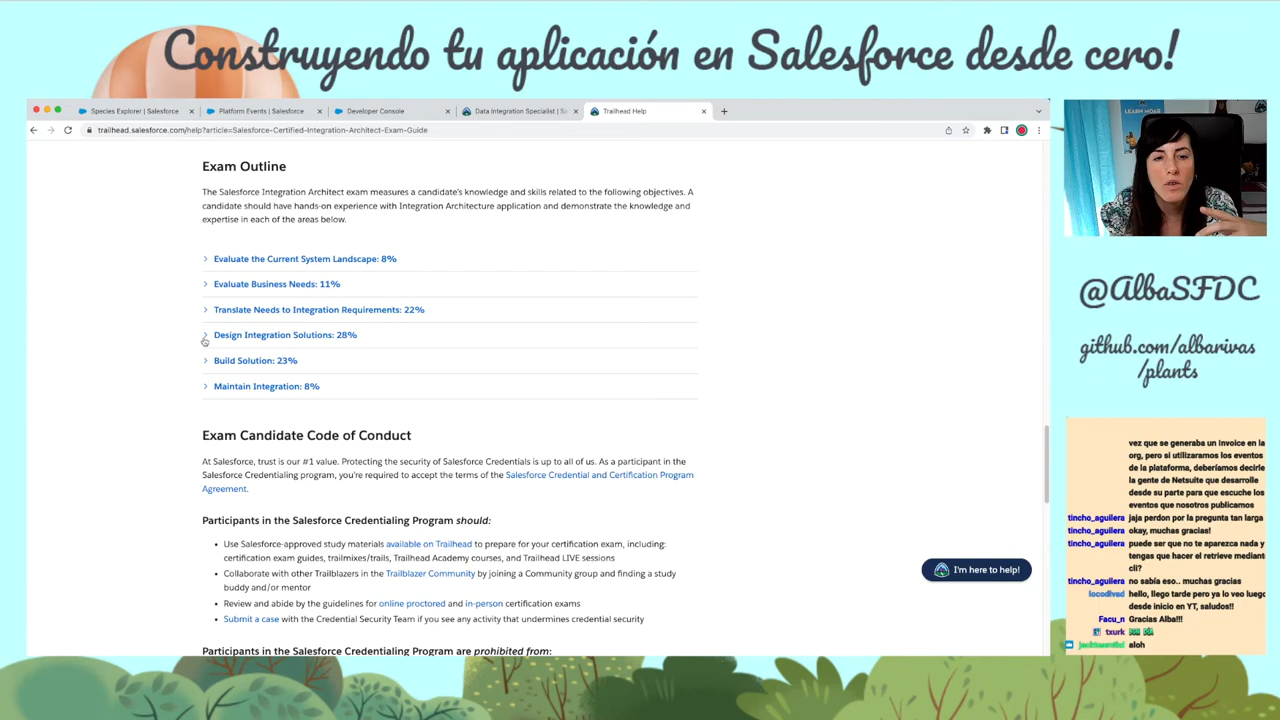 Construyendo tu aplicación en Salesforce desde cero!
Species Explorer | Salesforce
Platform Events | Salesforce
Developer Console
Data Integration Specialist | Sa
Trailhead Help
trailhead.salesforce.com/help?article=Salesforce-Certified-Integration-Architect-Exam-Guide
Exam Outline
The Salesforce Integration Architect exam measures a candidate's knowledge and skills related to the following objectives. A
candidate should have hands-on experience with Integration Architecture application and demonstrate the knowledge and
expertise in each of the areas below.
Evaluate the Current System Landscape: 8%
Evaluate Business Needs: 11%
Translate Needs to Integration Requirements: 22%
Design Integration Solutions: 28%
Build Solution: 23%
Maintain Integration: 8%
Exam Candidate Code of Conduct
At Salesforce, trust is our #1 value. Protecting the security of Salesforce Credentials is up to all of us. As a participant in the
Salesforce Credentialing program, you're required to accept the terms of the Salesforce Credential and Certification Program
Agreement.
Participants in the Salesforce Credentialing Program should:
Use Salesforce-approved study materials available on Trailhead to prepare for your certification exam, including:
certification exam guides, trailmixes/trails, Trailhead Academy courses, and Trailhead LIVE sessions
Collaborate with other Trailblazers in the Trailblazer Community by joining a Community group and finding a study
buddy and/or mentor
Review and abide by the guidelines for online proctored and in-person certification exams
Submit a case with the Credential Security Team if you see any activity that undermines credential security
Participants in the Salesforce Credentialing Program are prohibited from:
I'm here to help!
LEARN MOAR
@AlbaSFDC
github.com/albarivas
/plants
vez que se generaba un Invoice en la
org, pero si utilizaramos los eventos
de la plataforma, deberíamos decirle
la gente de Netsuite que desarrolle
desde su parte para que escuche los
eventos que nosotros publicamos
tincho_aguilera jaja perdon por la pregunta tan larga
tincho_aguilera okay, muchas gracias!
tincho_aguilera puede ser que no te aparezca nada y
tengas que hacer el retrieve mediant
cli?
tincho_aguilera no sabía eso.. muchas gracias
locodivad hello, llego tarde pero ya lo veo luego
desde inicio en YT, saludos!!
Facu_n Gracias Alba!!!
txurk
aloh